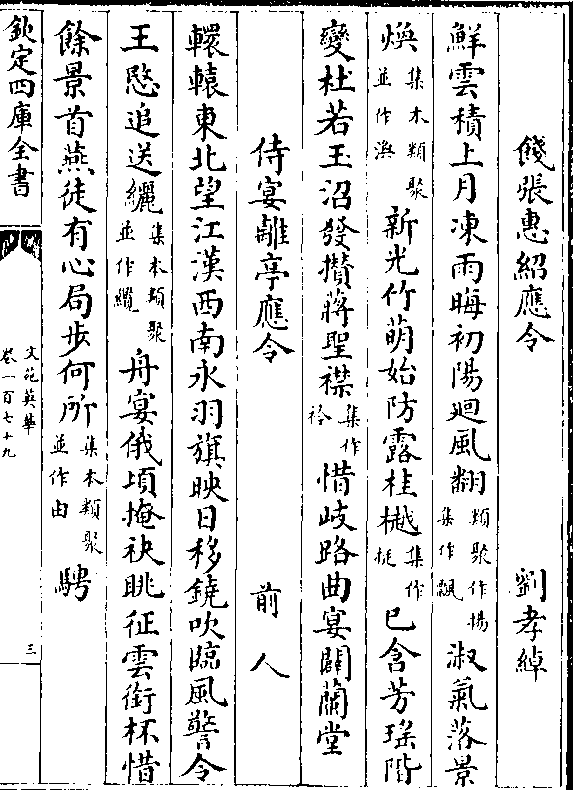 餞張惠紹應令 劉孝綽
鮮雲積上月凍雨晦初陽廻風翻類聚作揚集作飄淑氣落景
煥集木類聚並作渙新光竹萌始防露桂樾集作挺已含芳瑤階
變杜若玉沼發攅蔣聖襟集作衿惜岐路曲宴闢蘭堂
侍宴離亭應令 前人
轘轅東北望江漢西南永羽旗映日移鐃吹臨風警令
王愍追送纚集本類聚並作纜舟宴俄頃掩袂眺征雲銜杯惜
餘景首燕徒有心局步何所集本類聚並作由騁
欽定四庫全書
文苑英華
卷一百七十九
三